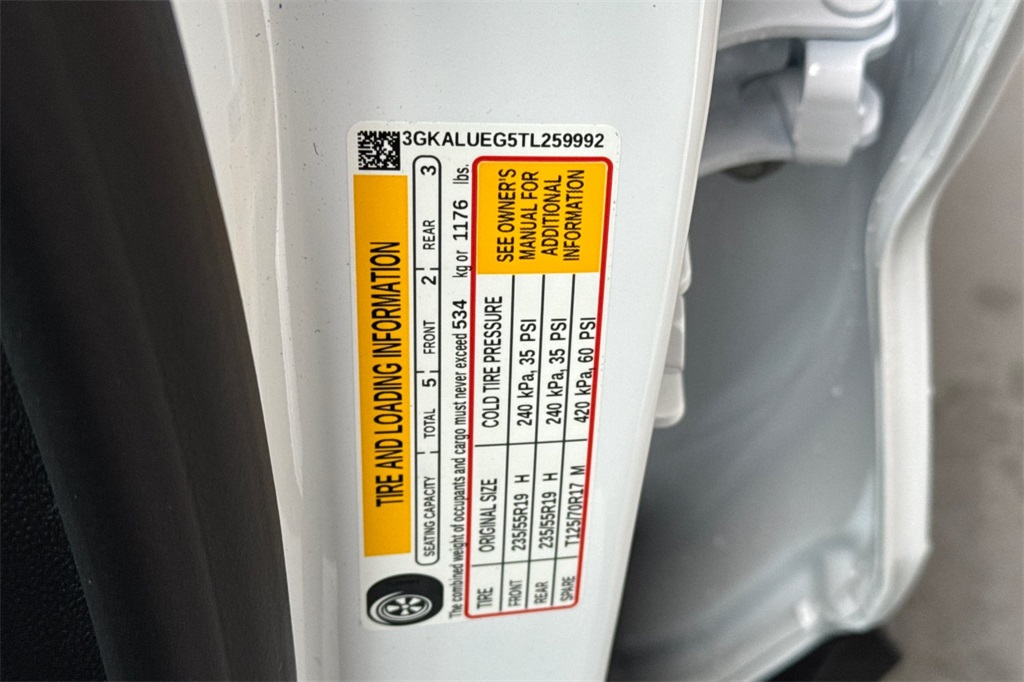 3GKALUEG5TL259992
TIRE AND LOADING INFORMATION
SEATING CAPACITY TOTAL 5 FRONT 2 REAR 3
The combined weight of occupants and cargo must never exceed 534 kg or 1176 lbs.
TIRE ORIGINAL SIZE COLD TIRE PRESSURE
FRONT 235/55R19 H 240 kPa, 35 PSI
REAR 235/55R19 H 240 kPa, 35 PSI
SPARE T125/70R17 M 420 kPa, 60 PSI
SEE OWNER'S
MANUAL FOR
ADDITIONAL
INFORMATION